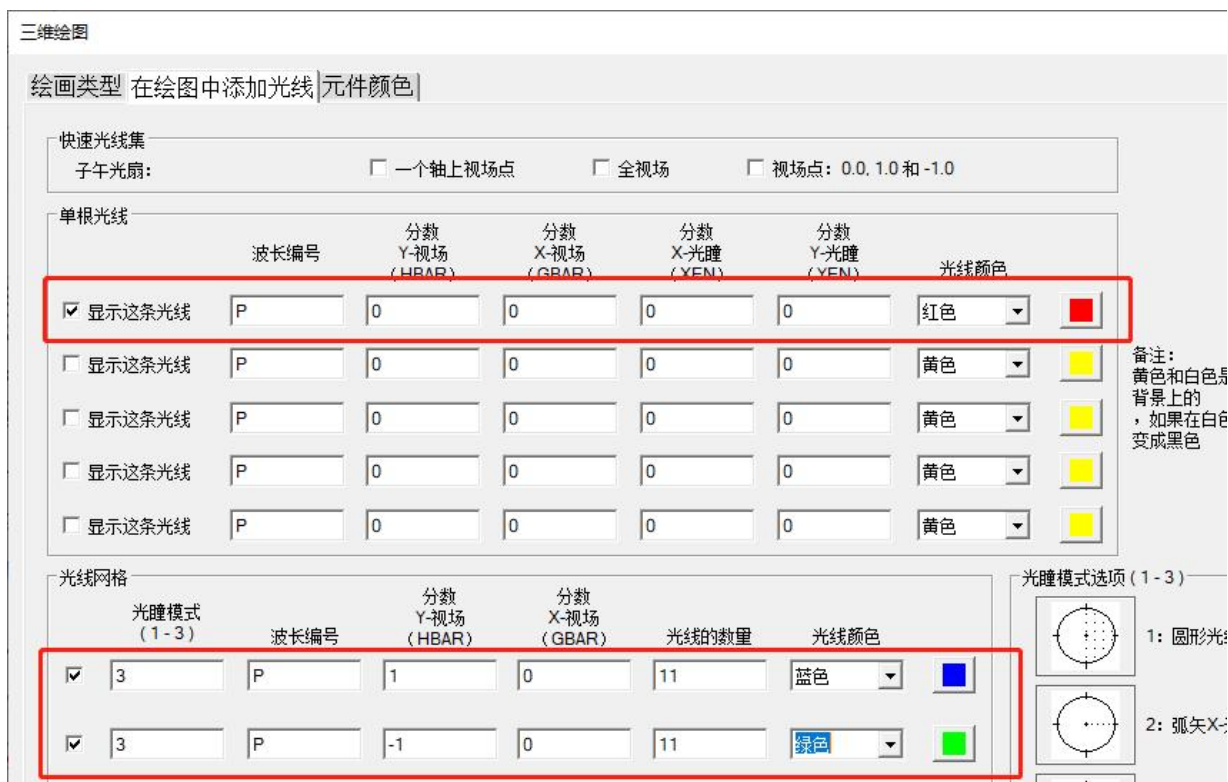 三维绘图
绘画类型 在绘图中添加光线 元件颜色
快速光线集
子午光扇： 一个轴上视场点 全视场 视场点：0.0, 1.0 和 -1.0
单根光线
波长编号 分数 Y-视场 (HBAR) 分数 X-视场 (GBAR) 分数 X-光瞳 (XEN) 分数 Y-光瞳 (YEN) 光线颜色
显示这条光线 P 0 0 0 0 红色
显示这条光线 P 0 0 0 0 黄色
显示这条光线 P 0 0 0 0 黄色
显示这条光线 P 0 0 0 0 黄色
显示这条光线 P 0 0 0 0 黄色
备注：
黄色和白色是
背景上的
，如果在白色
变成黑色
光线网格
光瞳模式 (1-3) 波长编号 分数 Y-视场 (HBAR) 分数 X-视场 (GBAR) 光线的数量 光线颜色
3 P 1 0 11 蓝色
3 P -1 0 11 绿色
光瞳模式选项 (1-3)
1：圆形光
2：弧矢X-